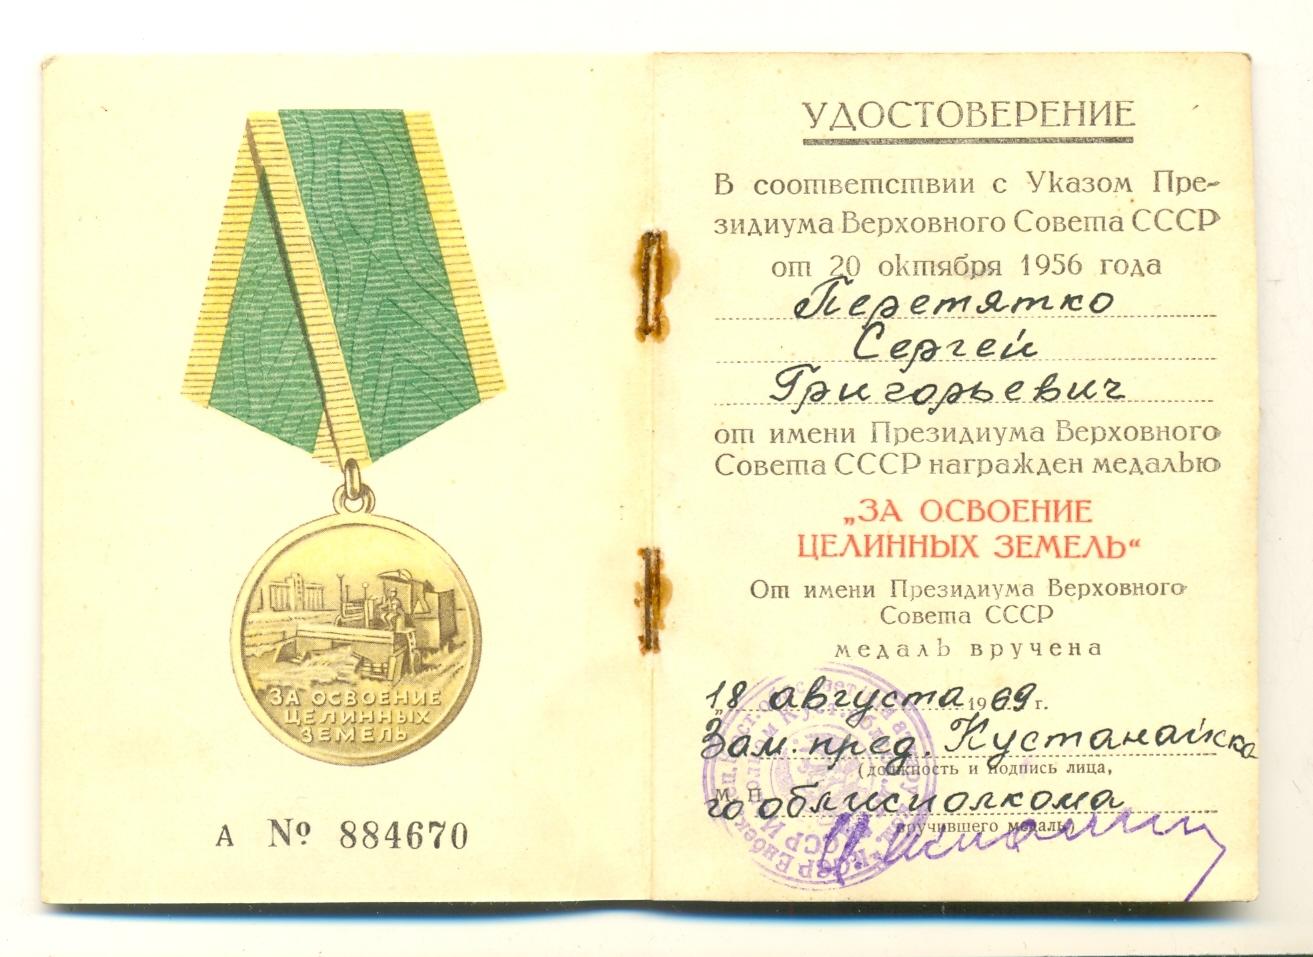 ЗА ОСВОЕНИЕ
ЦЕЛИННЫХ
ЗЕМЕЛЬ
А № 884670
УДОСТОВЕРЕНИЕ
В соответствии с Указом Пре-
зидиума Верховного Совета СССР
от 20 октября 1956 года
Перетятко
Сергей
Григорьевич
от имени Президиума Верховного
Совета СССР награжден медалью
„ЗА ОСВОЕНИЕ
ЦЕЛИННЫХ ЗЕМЕЛЬ“
От имени Президиума Верховного
Совета СССР
медаль вручена
„18 августа 1969 г.
Зам. пред. Кустанайска
(должность и подпись лица,
М П
го облисполкома
вручившего медаль)